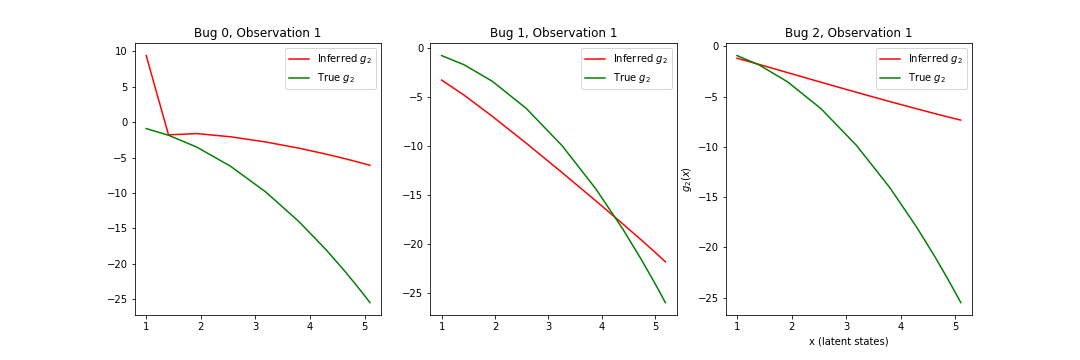 Bug 0, Observation 1
10
5
0
−5
−10
−15
−20
−25
1 2 3 4 5
Inferred g₂
True g₂
Bug 1, Observation 1
0
−5
−10
−15
−20
−25
1 2 3 4 5
Inferred g₂
True g₂
Bug 2, Observation 1
g₂(x)
0
−5
−10
−15
−20
−25
1 2 3 4 5
x (latent states)
Inferred g₂
True g₂